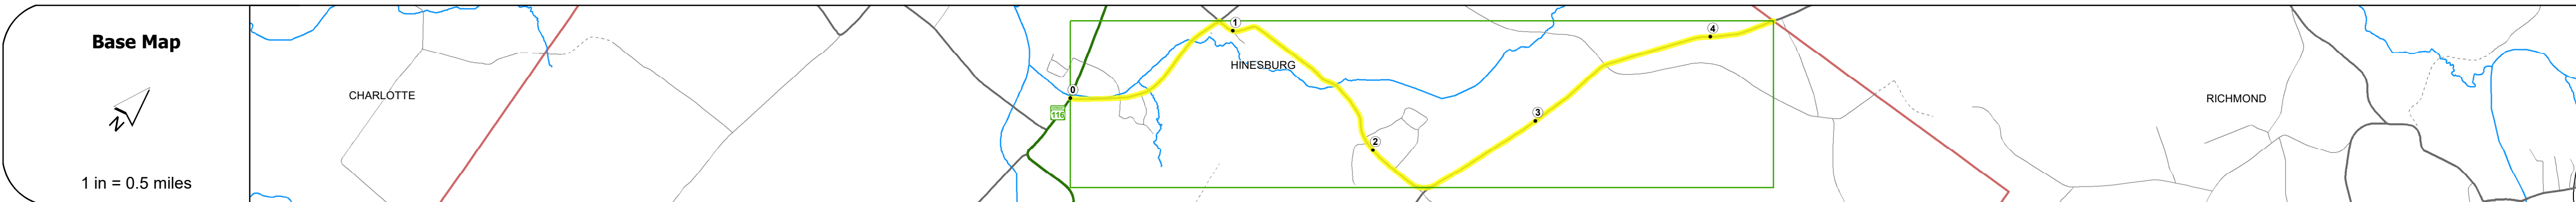 Base Map
N
1 in = 0.5 miles
CHARLOTTE
116
0
1
HINESBURG
2
3
4
RICHMOND